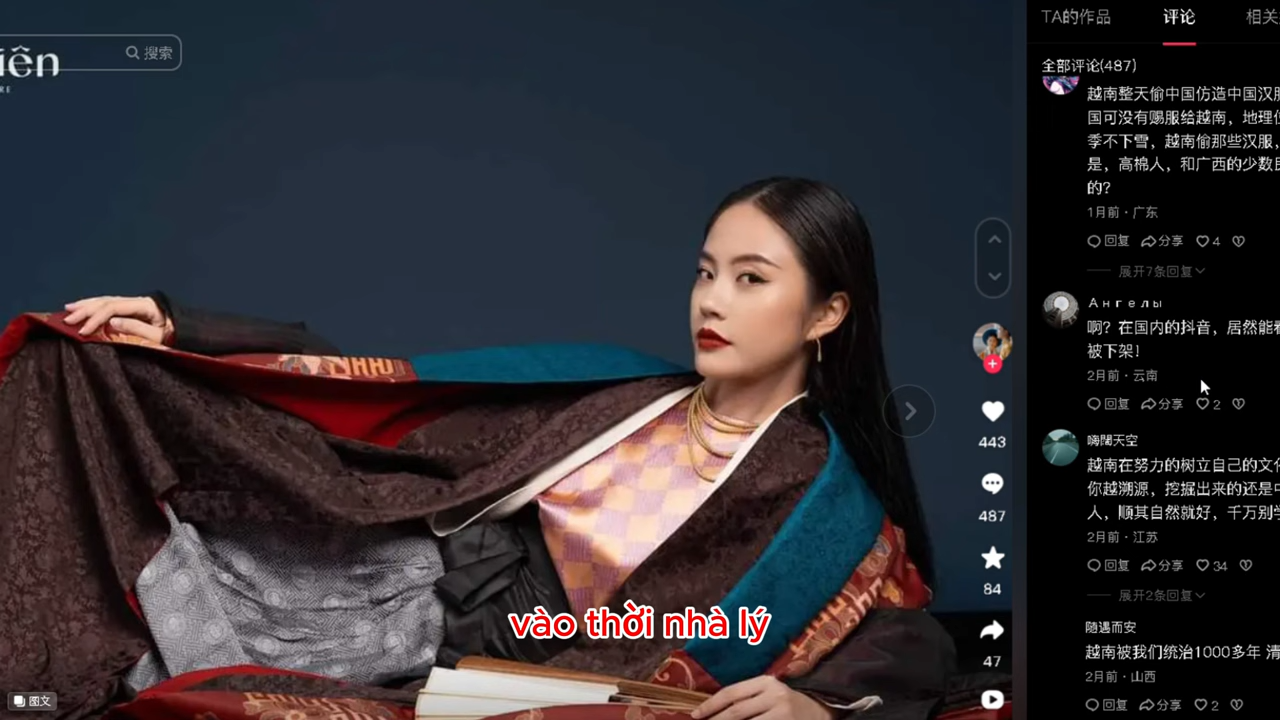 iên
RE
搜索
TA的作品
评论
相关
全部评论(487)
越南整天偷中国仿造中国汉服
国可没有赐服给越南，地理位
季不下雪，越南偷那些汉服，
是，高棉人，和广西的少数民
的?
1月前 · 广东
回复 分享 4
展开7条回复
Ангелы
啊？在国内的抖音，居然能看
被下架!
2月前 · 云南
回复 分享 2
嗨闊天空
越南在努力的树立自己的文化
你越溯源，挖掘出来的还是中
人，顺其自然就好，千万别学
2月前 · 江苏
回复 分享 34
展开2条回复
随遇而安
越南被我们统治1000多年 清
2月前 · 山西
回复 分享 2
443
487
84
47
vào thời nhà lý
图文